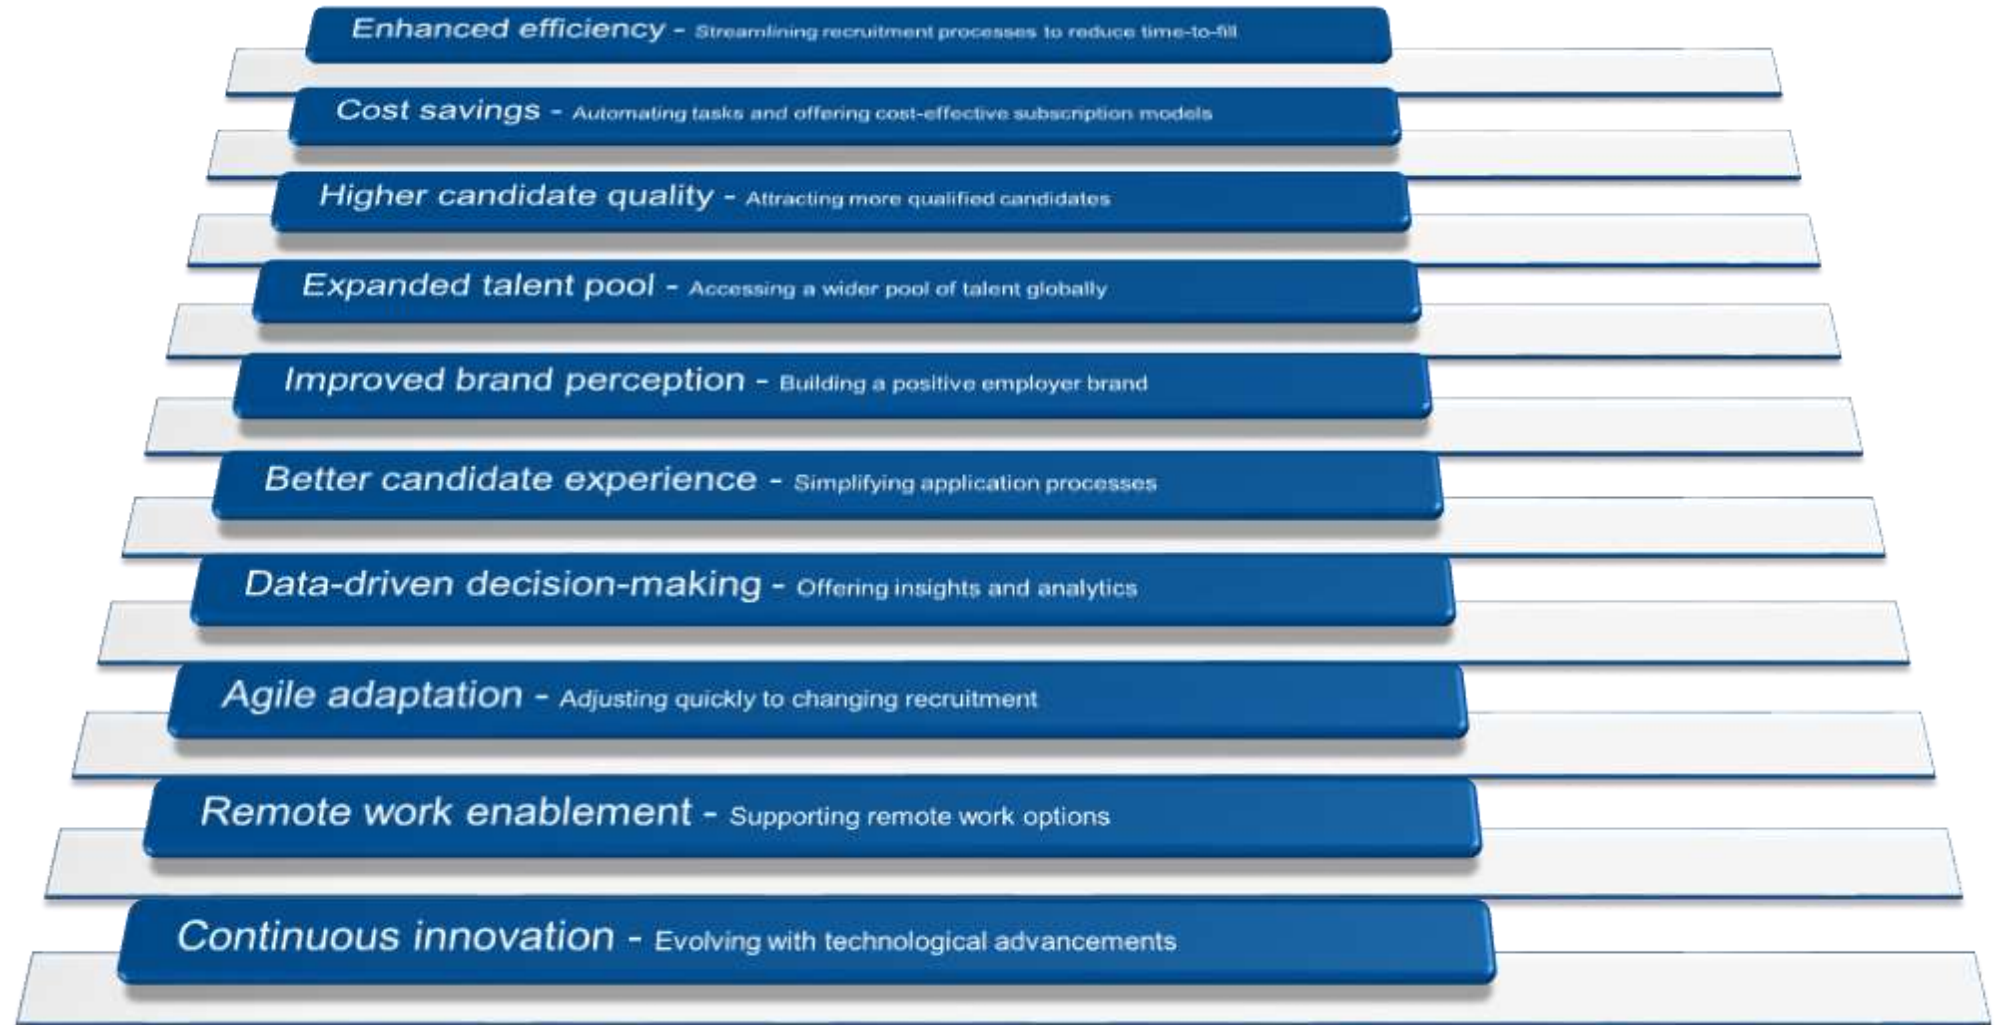 Enhanced efficiency - Streamlining recruitment processes to reduce time-to-fill
Cost savings - Automating tasks and offering cost-effective subscription models
Higher candidate quality - Attracting more qualified candidates
Expanded talent pool - Accessing a wider pool of talent globally
Improved brand perception - Building a positive employer brand
Better candidate experience - Simplifying application processes
Data-driven decision-making - Offering insights and analytics
Agile adaptation - Adjusting quickly to changing recruitment
Remote work enablement - Supporting remote work options
Continuous innovation - Evolving with technological advancements